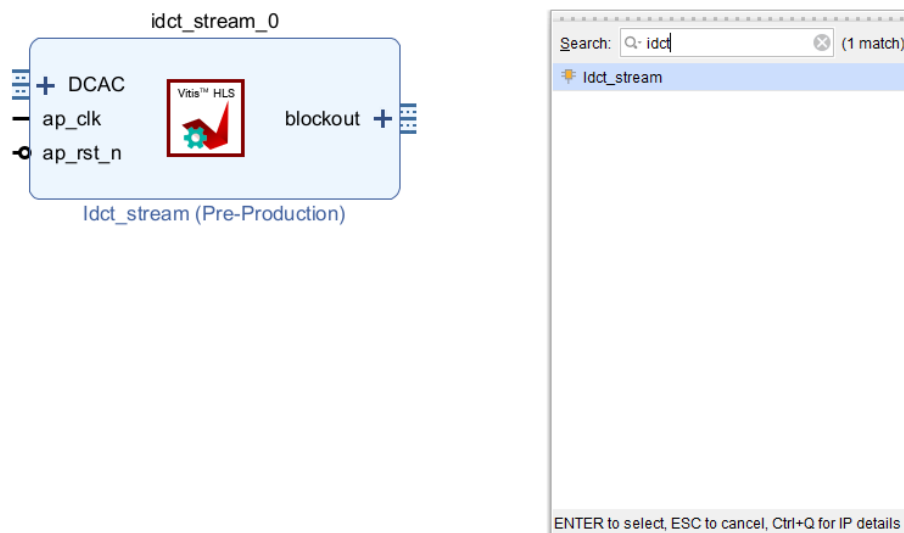 idct_stream_0
DCAC
ap_clk
ap_rst_n
Vitis™ HLS
blockout
Idct_stream (Pre-Production)
Search: idct (1 match)
Idct_stream
ENTER to select, ESC to cancel, Ctrl+Q for IP details